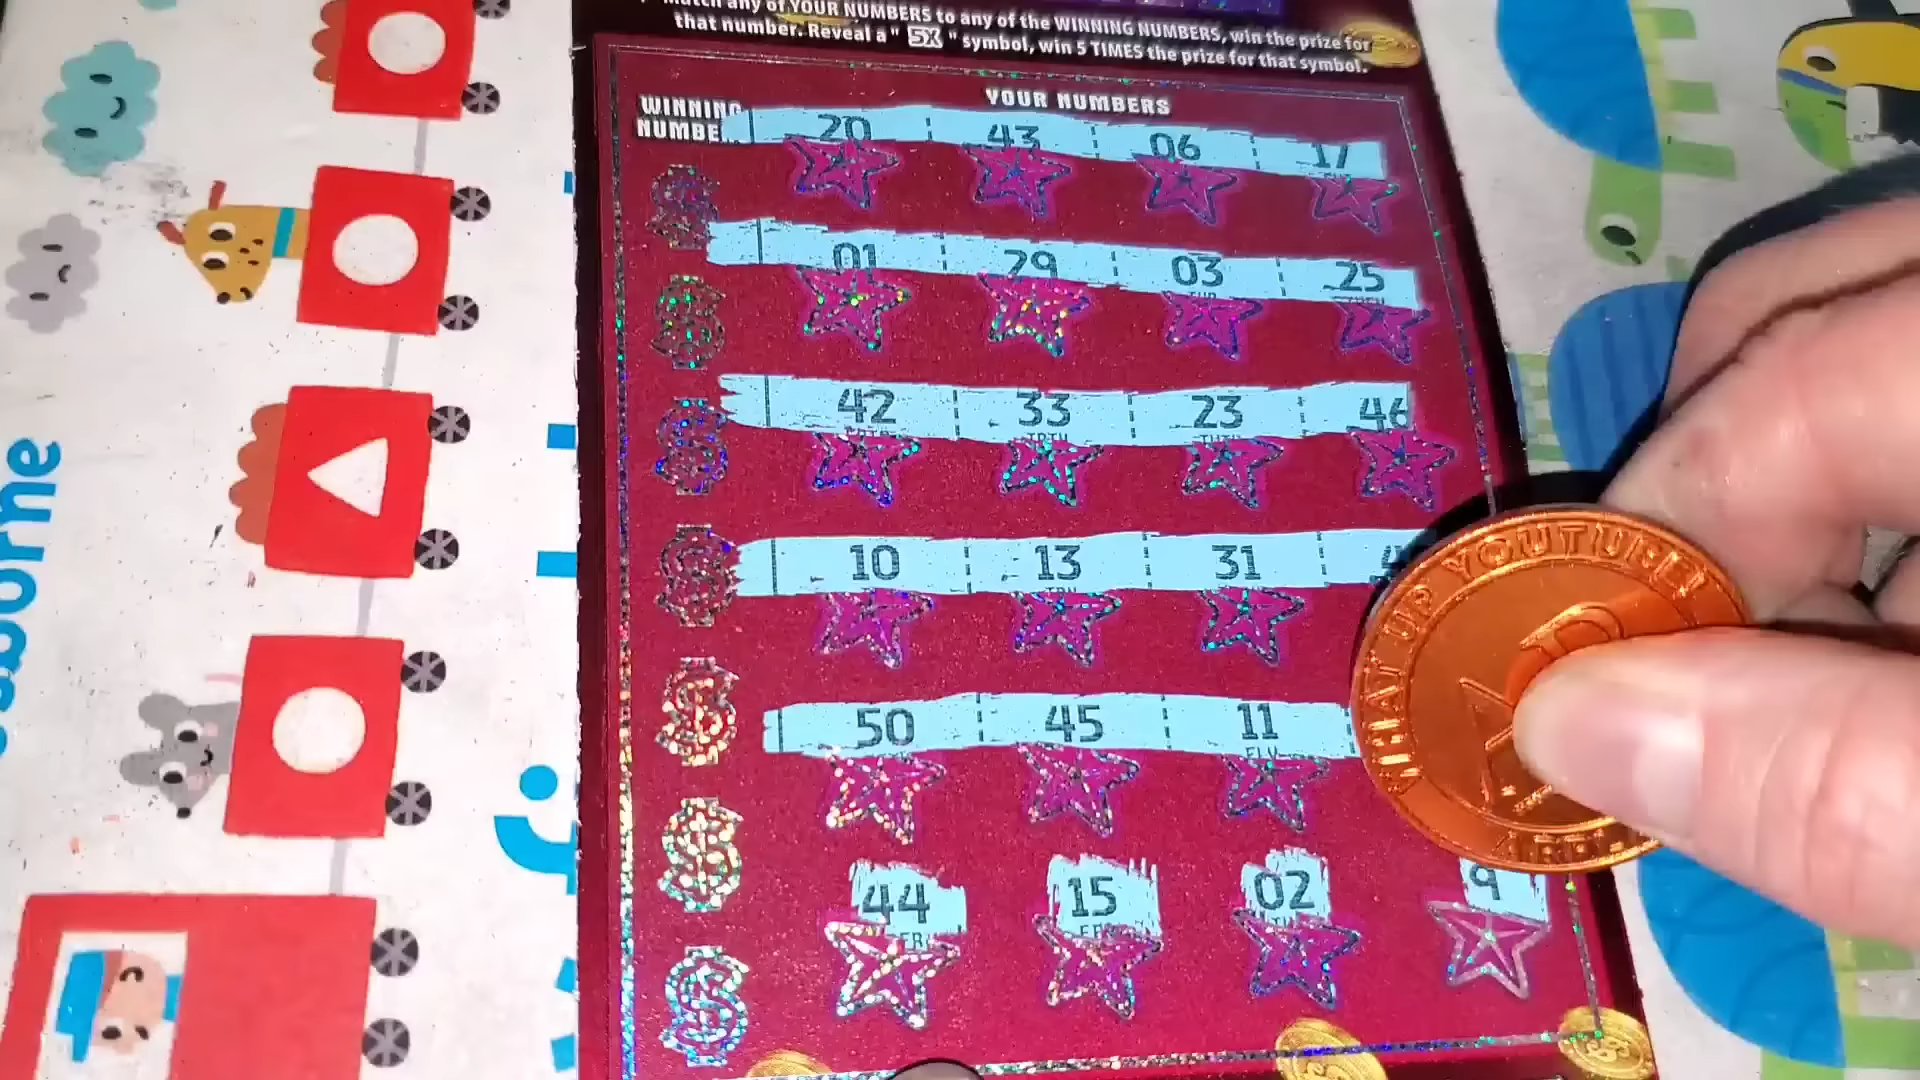 any of YOUR NUMBERS to any of the WINNING NUMBERS, win the prize for
that number. Reveal a " 5X " symbol, win 5 TIMES the prize for that symbol.
WINNING YOUR NUMBERS
20 43 06 17
01 29 03 25
42 33 23 46
10 13 31
50 45 11
44 15 02
WHAT UP YOUTUBE!